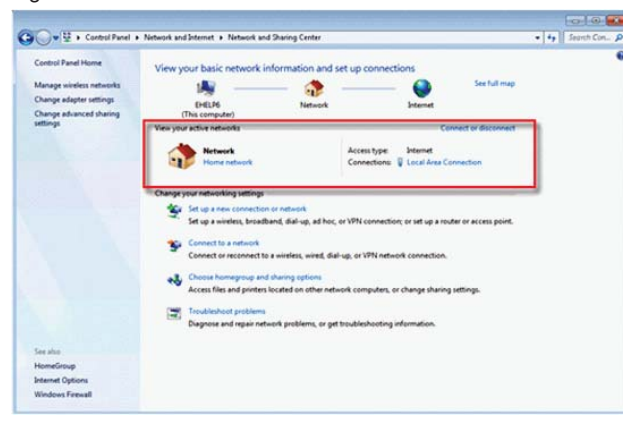 Control Panel ▸ Network and Internet ▸ Network and Sharing Center
Search Con...
Control Panel Home
Manage wireless networks
Change adapter settings
Change advanced sharing
settings
View your basic network information and set up connections
See full map
EHELP6
(This computer)
Network
Internet
View your active networks
Connect or disconnect
Network
Home network
Access type: Internet
Connections: Local Area Connection
Change your networking settings
Set up a new connection or network
Set up a wireless, broadband, dial-up, ad hoc, or VPN connection; or set up a router or access point.
Connect to a network
Connect or reconnect to a wireless, wired, dial-up, or VPN network connection.
Choose homegroup and sharing options
Access files and printers located on other network computers, or change sharing settings.
Troubleshoot problems
Diagnose and repair network problems, or get troubleshooting information.
See also
HomeGroup
Internet Options
Windows Firewall